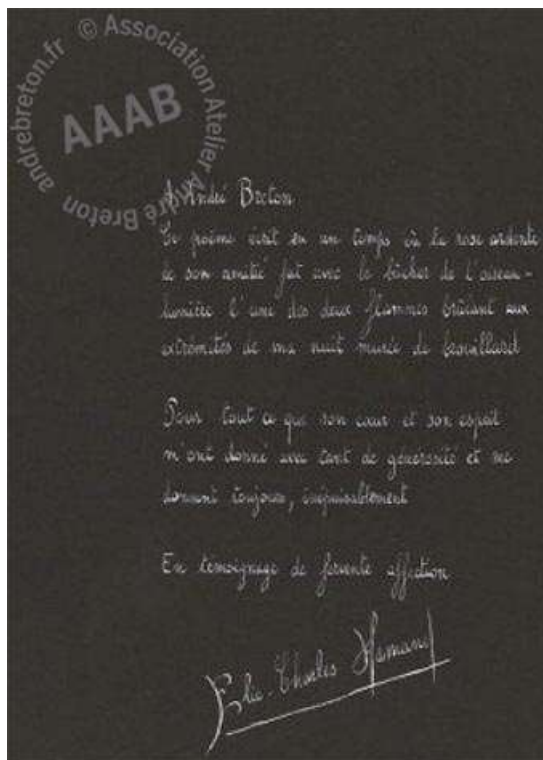 andrebreton.fr © Association Atelier André Breton
AAAB
A André Breton
Ce poème écrit en un temps où la rose ardente
de son amitié fut avec le bûcher de l'oiseau-
lumière l'une des deux flammes brûlant aux
extrémités de ma nuit murée de brouillard
Pour tout ce que son cœur et son esprit
m'ont donné avec tant de générosité et me
donnent toujours, inépuisablement
En témoignage de fervente affection
Elie-Charles Flamand